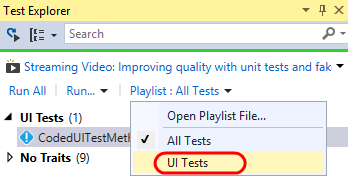 Test Explorer
Search
Streaming Video: Improving quality with unit tests and fak
Run All Run... Playlist : All Tests
Open Playlist File...
UI Tests (1)
All Tests
CodedUITestMeth
UI Tests
No Traits (9)